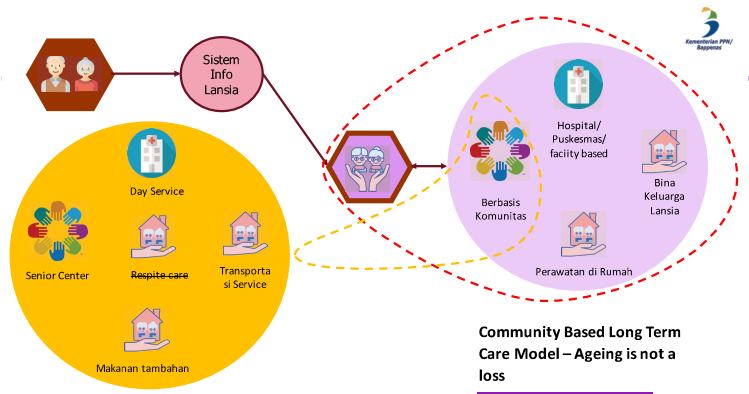 Kementerian PPN/
Bappenas
Sistem
Info
Lansia
Hospital/
Puskesmas/
faciity based
Bina
Keluarga
Lansia
Berbasis
Komunitas
Perawatan di Rumah
Day Service
Senior Center
Respite care
Transporta
si Service
Makanan tambahan
Community Based Long Term
Care Model – Ageing is not a
loss